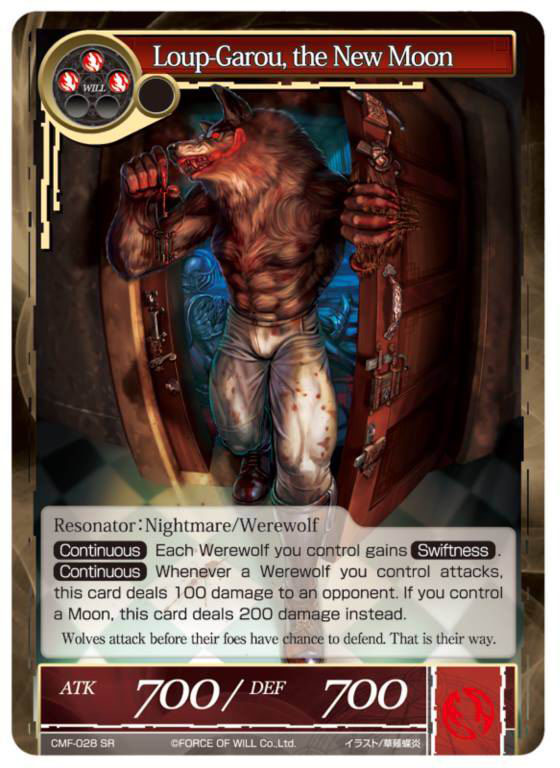 Loup-Garou, the New Moon
WILL
Resonator:Nightmare/Werewolf
Continuous Each Werewolf you control gains Swiftness.
Continuous Whenever a Werewolf you control attacks,
this card deals 100 damage to an opponent. If you control
a Moon, this card deals 200 damage instead.
Wolves attack before their foes have chance to defend. That is their way.
ATK 700/ DEF 700
CMF-028 SR ©FORCE OF WILL Co.,Ltd. イラスト/草薙蝶炎